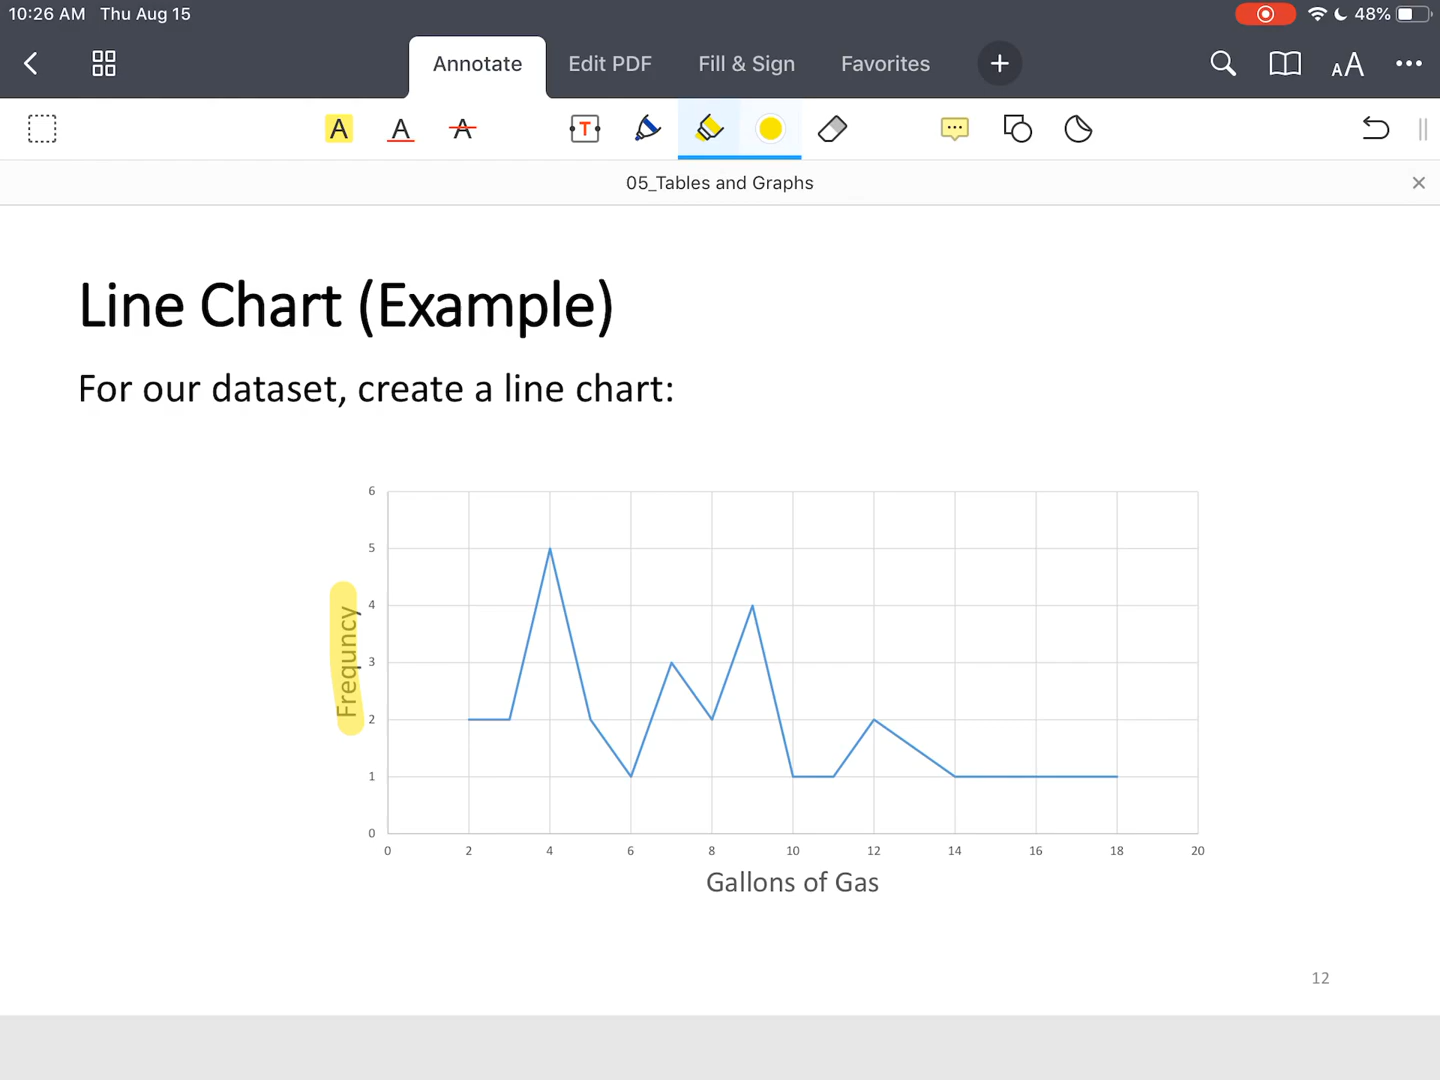 10:26 AM Thu Aug 15
48%
Annotate
Edit PDF
Fill & Sign
Favorites
AA
A
A
A
T
05_Tables and Graphs
Line Chart (Example)
For our dataset, create a line chart:
6
5
4
3
2
1
0
Frequncy
0 2 4 6 8 10 12 14 16 18 20
Gallons of Gas
12